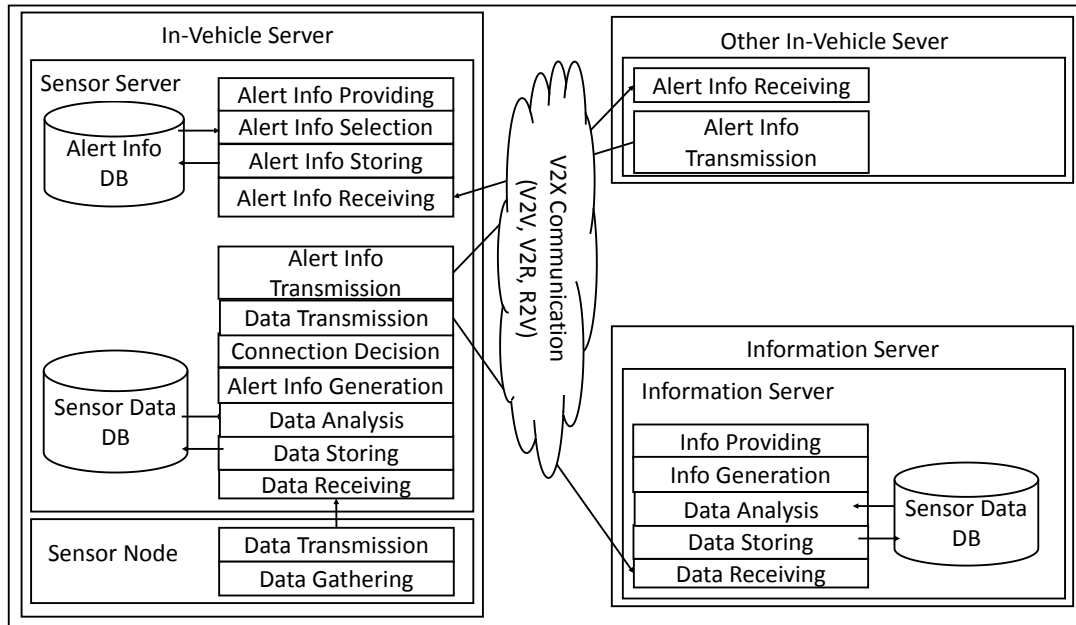 In-Vehicle Server
Sensor Server
Alert Info
DB
Alert Info Providing
Alert Info Selection
Alert Info Storing
Alert Info Receiving
Alert Info
Transmission
Data Transmission
Connection Decision
Alert Info Generation
Data Analysis
Data Storing
Data Receiving
Sensor Data
DB
Sensor Node
Data Transmission
Data Gathering
V2X Communication
(V2V, V2R, R2V)
Other In-Vehicle Sever
Alert Info Receiving
Alert Info
Transmission
Information Server
Information Server
Info Providing
Info Generation
Data Analysis
Data Storing
Data Receiving
Sensor Data
DB